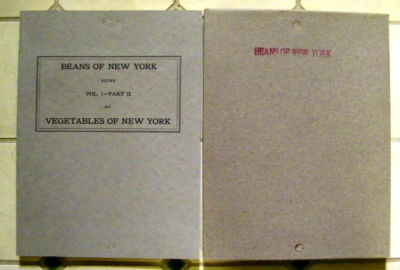 BEANS OF NEW YORK
BEING
VOL. I—PART II
OF
VEGETABLES OF NEW YORK
BEANS OF NEW YORK